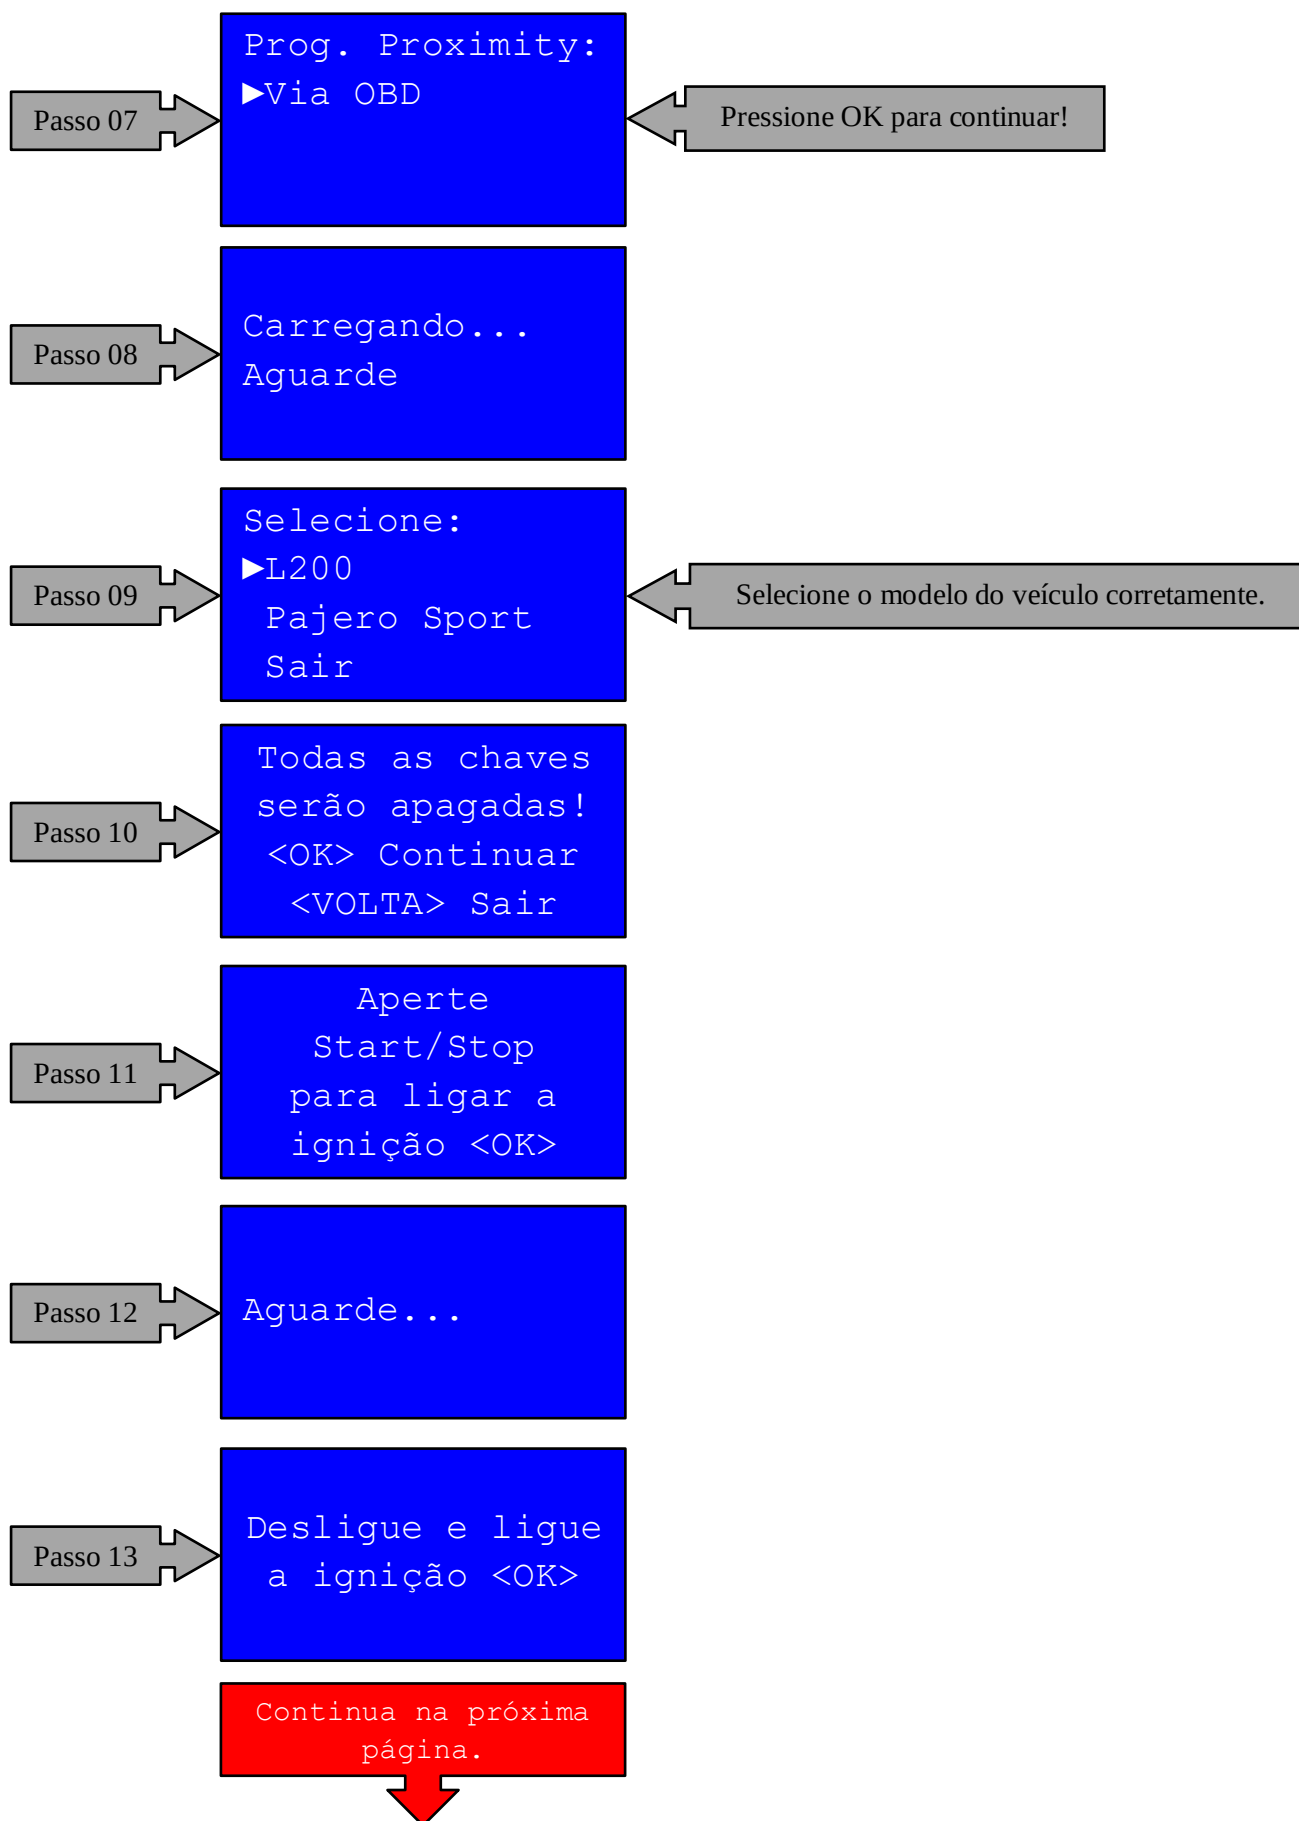 Prog. Proximity:
►Via OBD
Passo 07
Pressione OK para continuar!
Carregando...
Aguarde
Passo 08
Selecione:
►L200
Pajero Sport
Sair
Passo 09
Selecione o modelo do veículo corretamente.
Todas as chaves
serão apagadas!
<OK> Continuar
<VOLTA> Sair
Passo 10
Aperte
Start/Stop
para ligar a
ignição <OK>
Passo 11
Aguarde...
Passo 12
Desligue e ligue
a ignição <OK>
Passo 13
Continua na próxima
página.